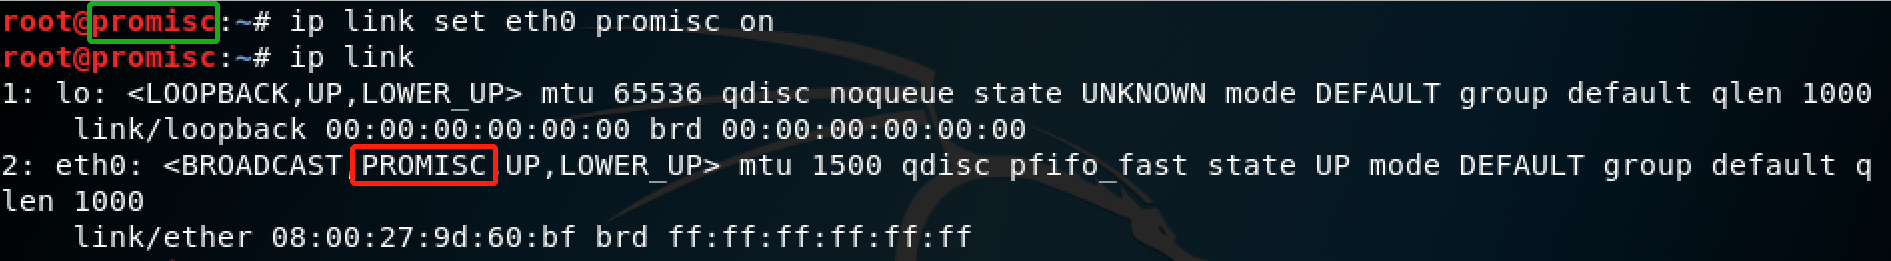 root@promisc:~# ip link set eth0 promisc on
root@promisc:~# ip link
1: lo: <LOOPBACK,UP,LOWER_UP> mtu 65536 qdisc noqueue state UNKNOWN mode DEFAULT group default qlen 1000
    link/loopback 00:00:00:00:00:00 brd 00:00:00:00:00:00
2: eth0: <BROADCAST,PROMISC,UP,LOWER_UP> mtu 1500 qdisc pfifo_fast state UP mode DEFAULT group default q
len 1000
    link/ether 08:00:27:9d:60:bf brd ff:ff:ff:ff:ff:ff